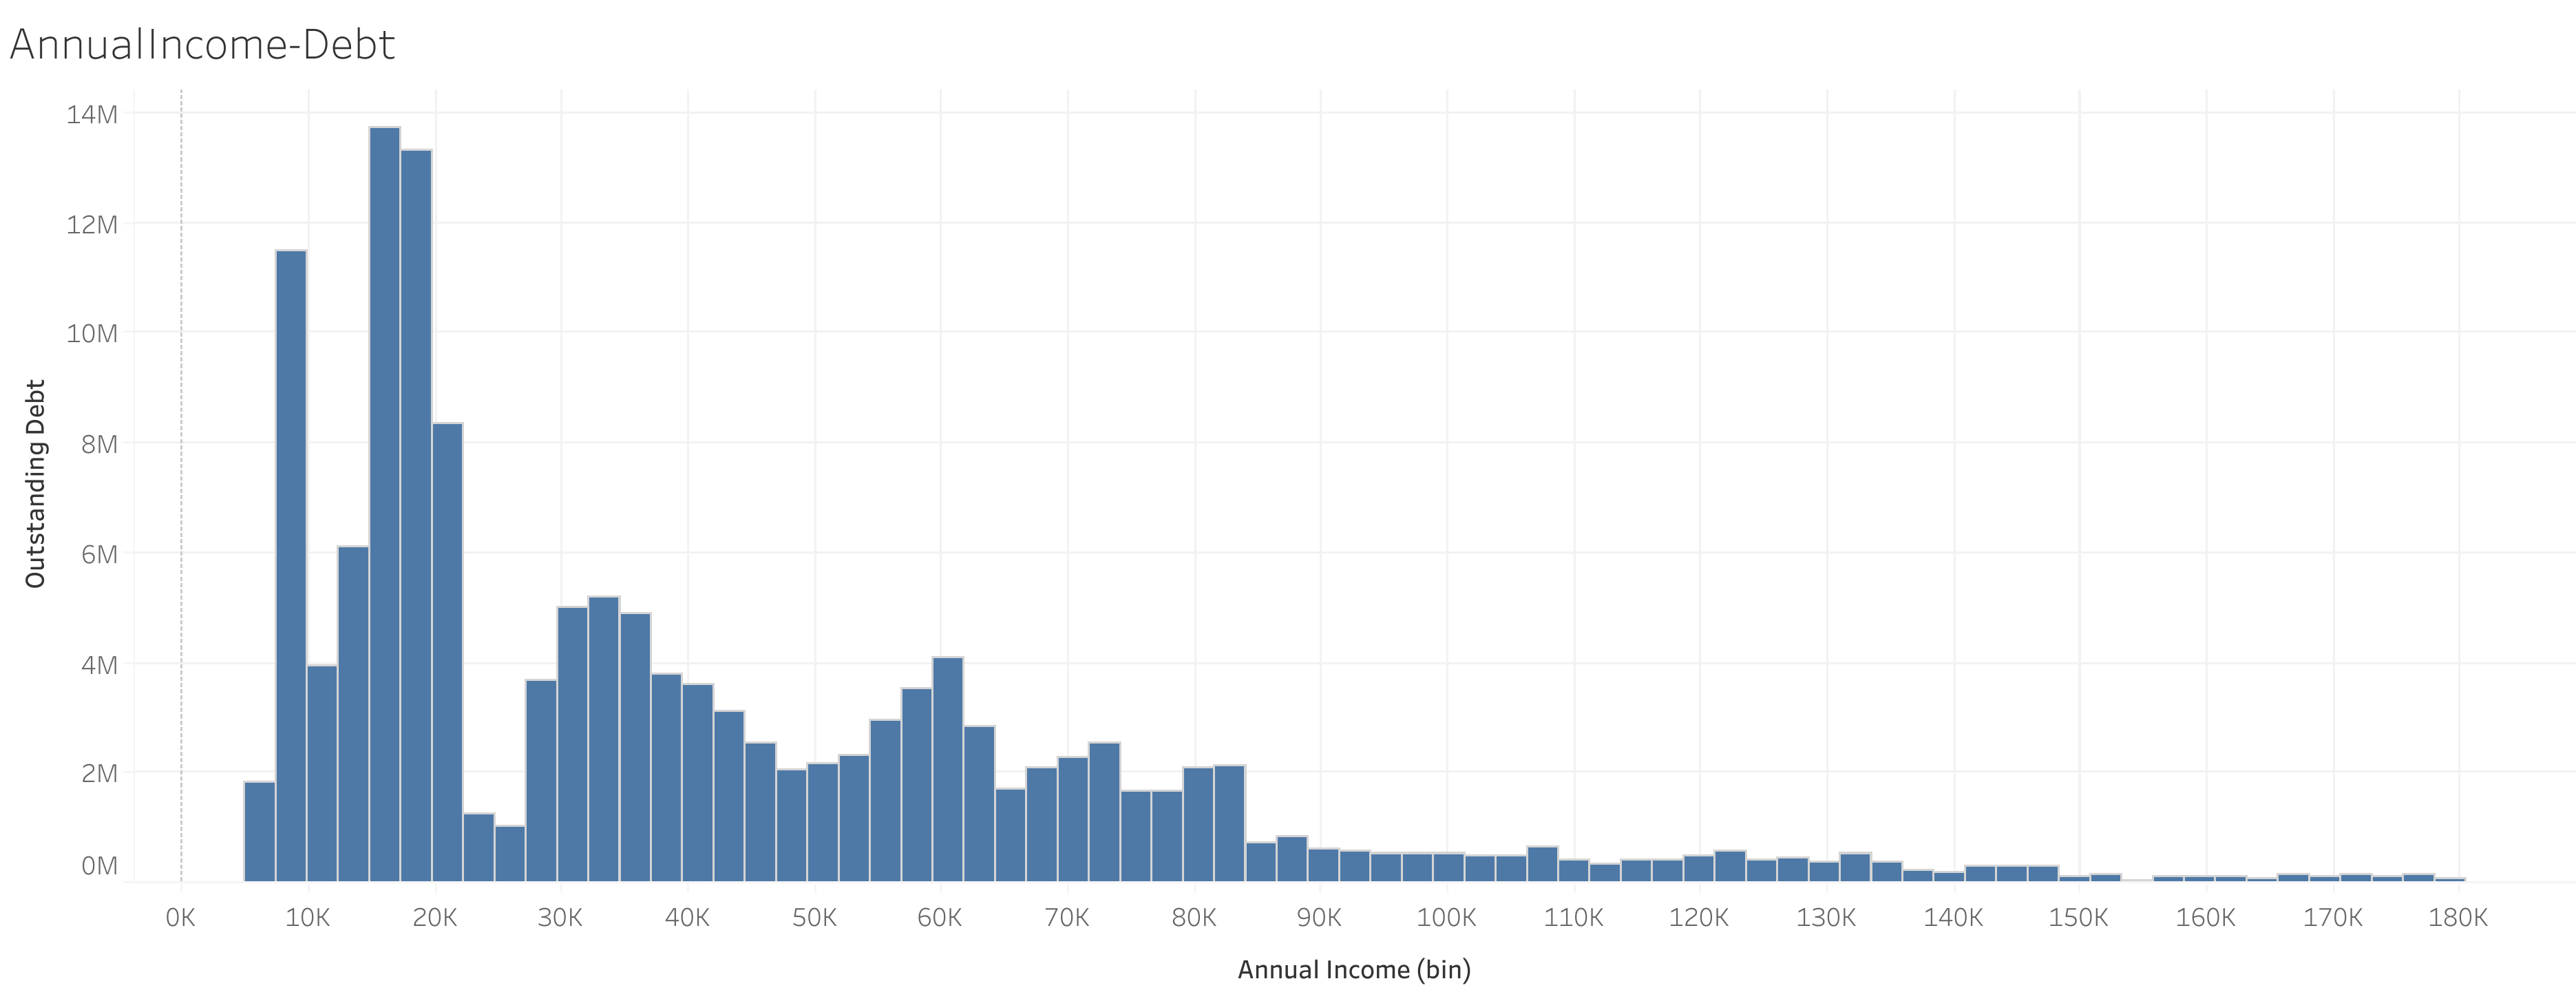 AnnualIncome-Debt
14M
12M
10M
8M
6M
4M
2M
0M
Outstanding Debt
0K 10K 20K 30K 40K 50K 60K 70K 80K 90K 100K 110K 120K 130K 140K 150K 160K 170K 180K
Annual Income (bin)